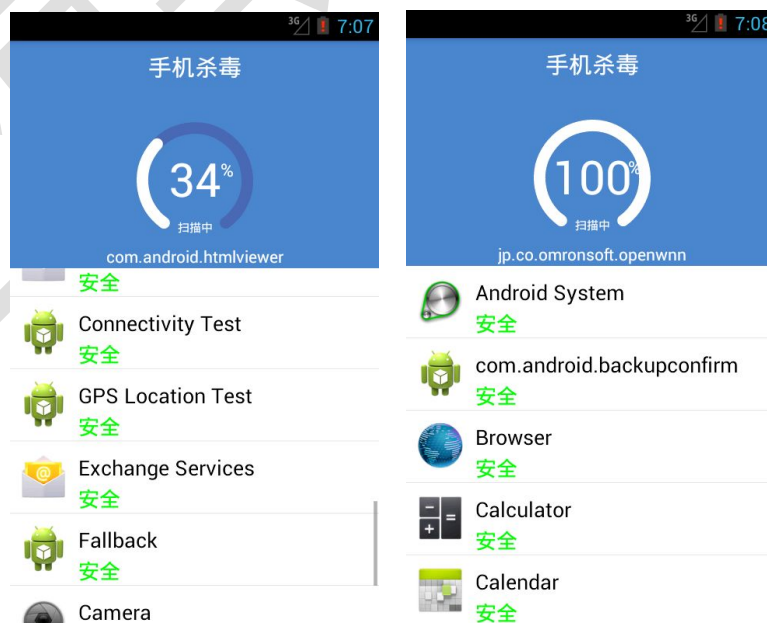 3G 7:07
手机杀毒
34%
扫描中
com.android.htmlviewer
安全
Connectivity Test
安全
GPS Location Test
安全
Exchange Services
安全
Fallback
安全
Camera
3G 7:08
手机杀毒
100%
扫描中
jp.co.omronsoft.openwnn
Android System
安全
com.android.backupconfirm
安全
Browser
安全
Calculator
安全
Calendar
安全